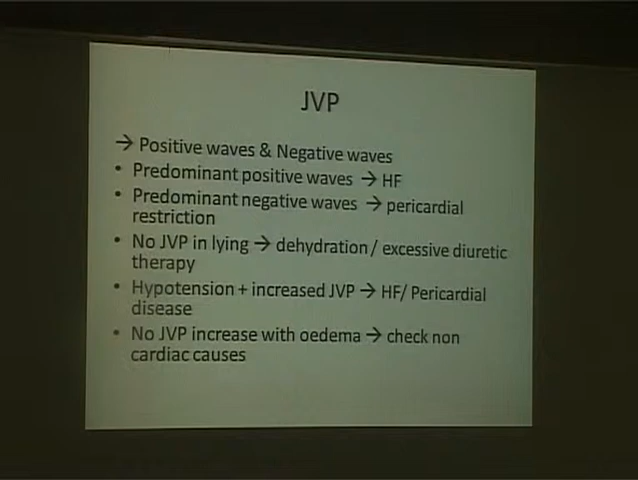 JVP
→ Positive waves & Negative waves
• Predominant positive waves → HF
• Predominant negative waves → pericardial
restriction
• No JVP in lying → dehydration / excessive diuretic
therapy
• Hypotension + increased JVP → HF/ Pericardial
disease
• No JVP increase with oedema → check non
cardiac causes